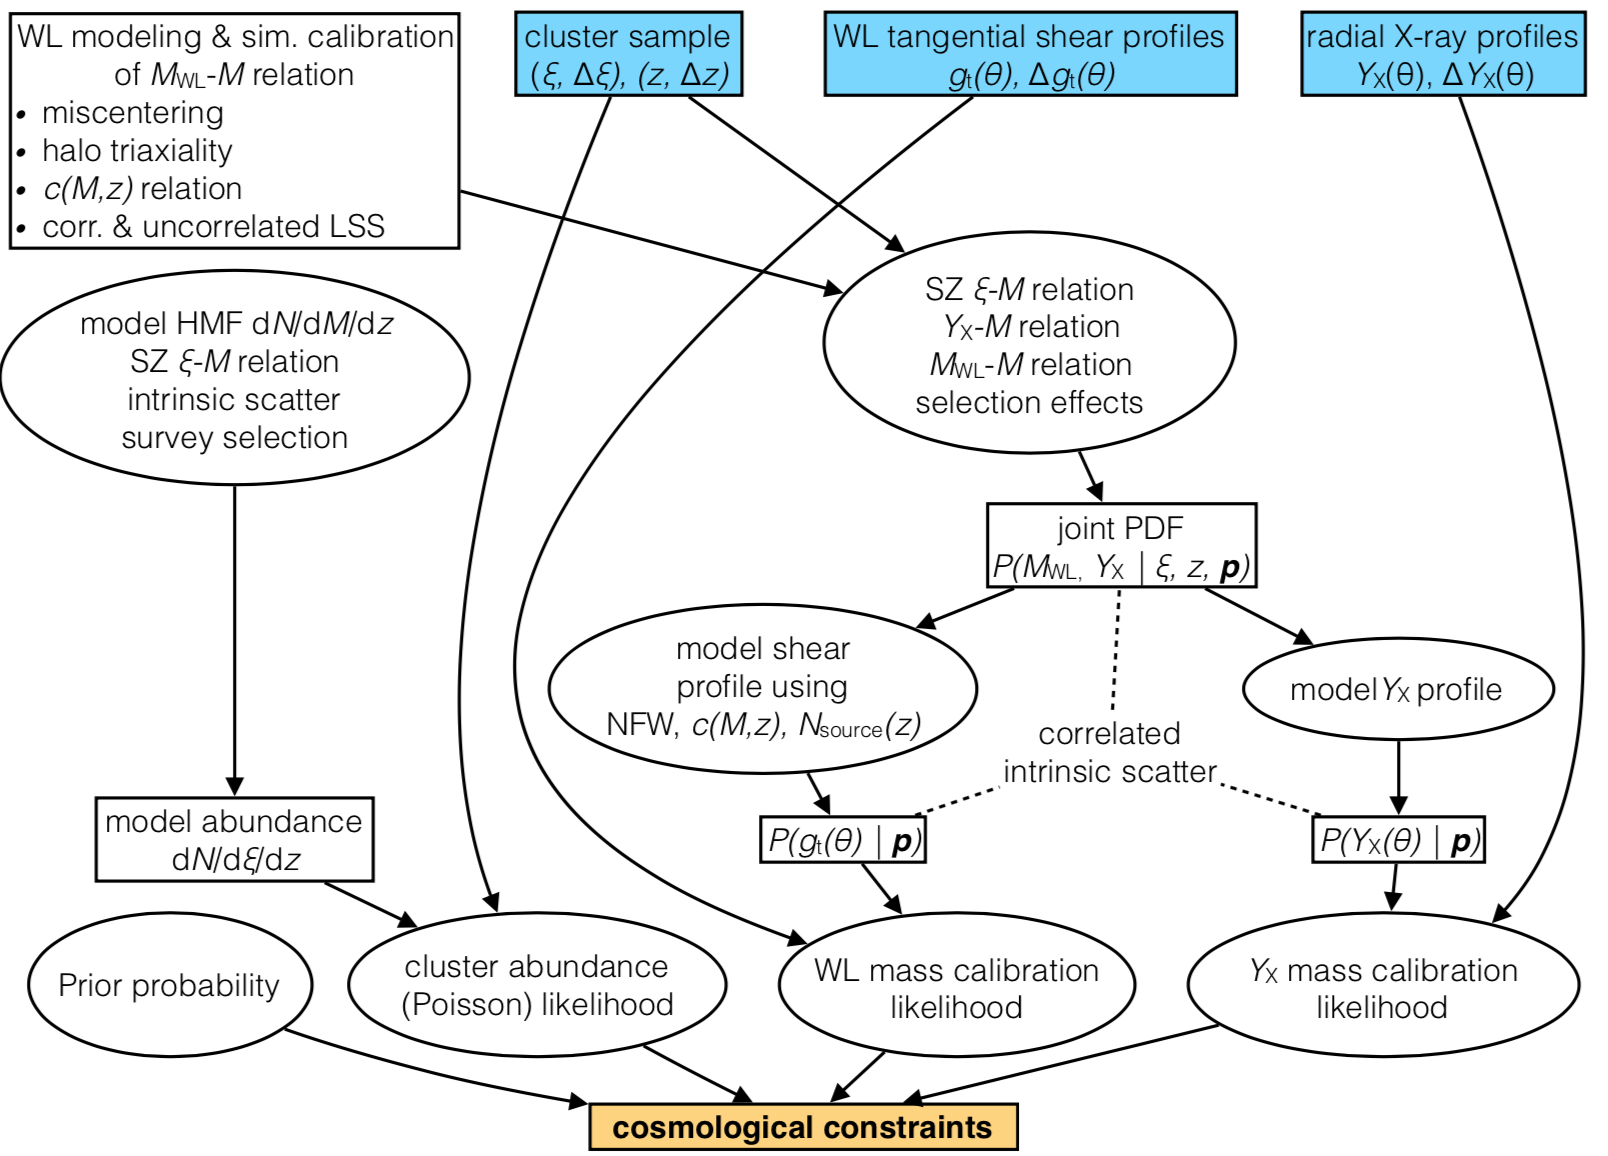 WL modeling & sim. calibration
of M_WL-M relation
• miscentering
• halo triaxiality
• c(M,z) relation
• corr. & uncorrelated LSS
cluster sample
(ξ, Δξ), (z, Δz)
WL tangential shear profiles
g_t(θ), Δg_t(θ)
radial X-ray profiles
Y_X(θ), ΔY_X(θ)
model HMF dN/dM/dz
SZ ξ-M relation
intrinsic scatter
survey selection
SZ ξ-M relation
Y_X-M relation
M_WL-M relation
selection effects
joint PDF
P(M_WL, Y_X | ξ, z, p)
model shear
profile using
NFW, c(M,z), N_source(z)
model Y_X profile
correlated
intrinsic scatter
model abundance
dN/dξ/dz
P(g_t(θ) | p)
P(Y_X(θ) | p)
Prior probability
cluster abundance
(Poisson) likelihood
WL mass calibration
likelihood
Y_X mass calibration
likelihood
cosmological constraints